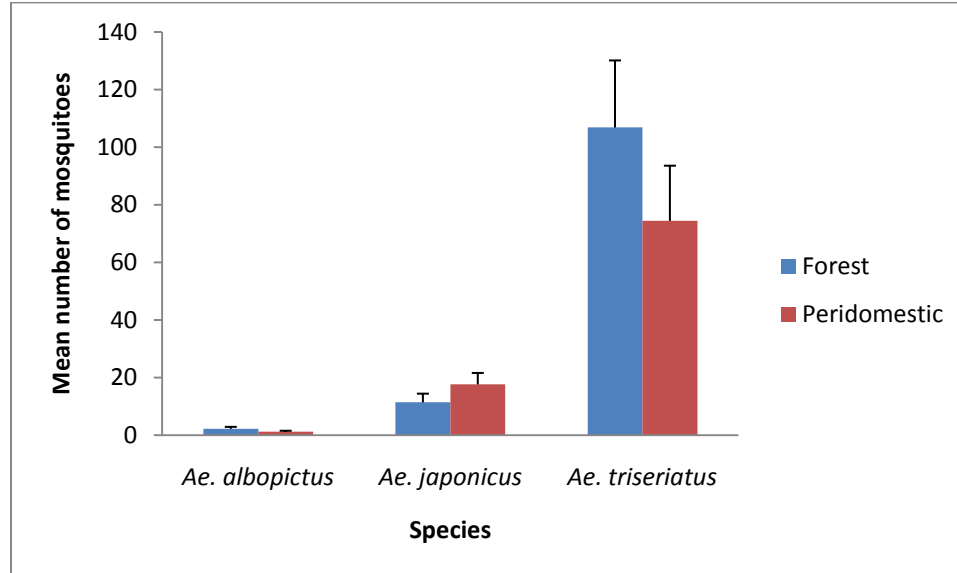 Mean number of mosquitoes
140
120
100
80
60
40
20
0
Ae. albopictus Ae. japonicus Ae. triseriatus
Species
Forest
Peridomestic